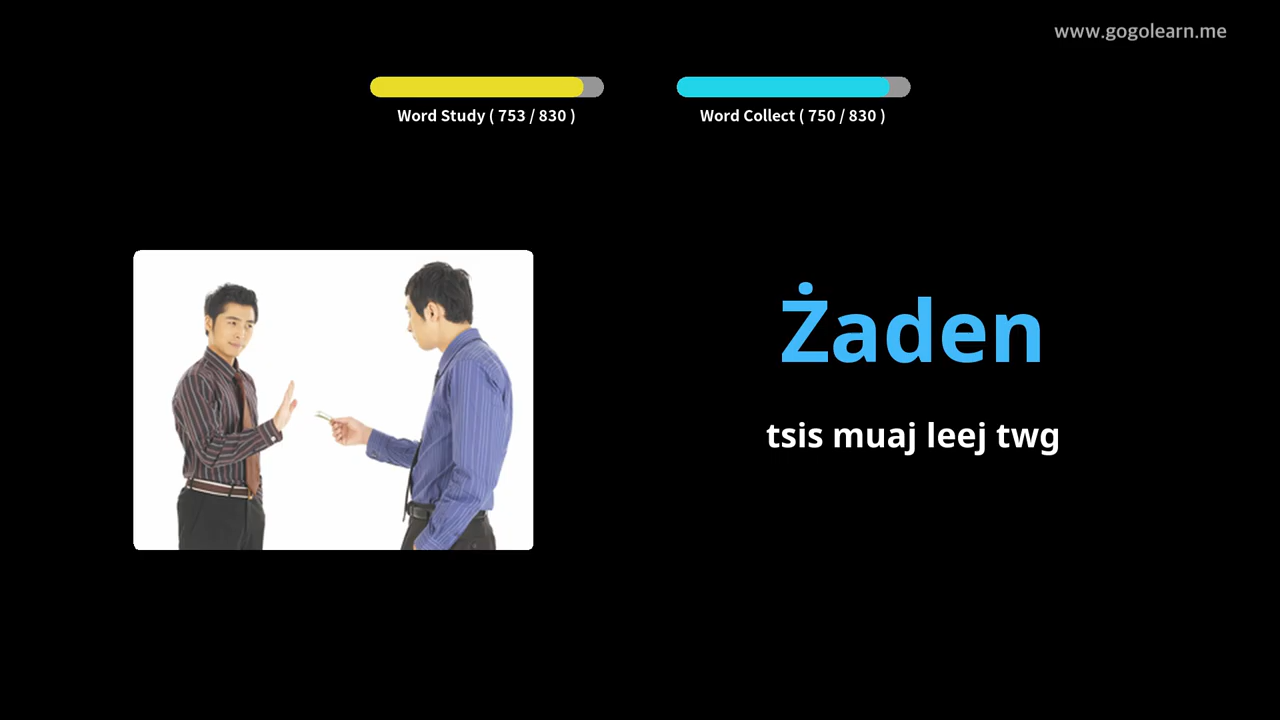 www.gogolearn.me
Word Study ( 753 / 830 )
Word Collect ( 750 / 830 )
Żaden
tsis muaj leej twg